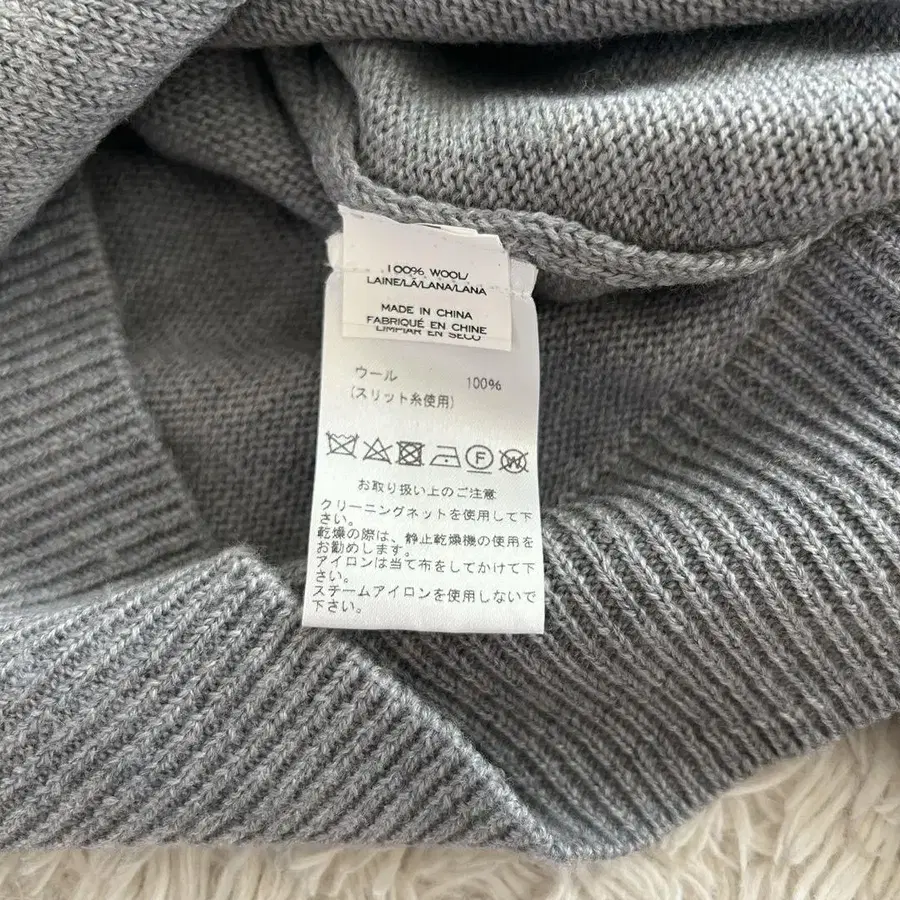 100% WOOL/
LAINE/LÃ/LANA/LANA
MADE IN CHINA
FABRIQUÉ EN CHINE
LIMPIAR EN SECO
ウール 100%
(スリット糸使用)
F
W
お取り扱い上のご注意
クリーニングネットを使用して下
さい。
乾燥の際は、静止乾燥機の使用を
お勧めします。
アイロンは当て布をしてかけて下
さい。
スチームアイロンを使用しないで
下さい。